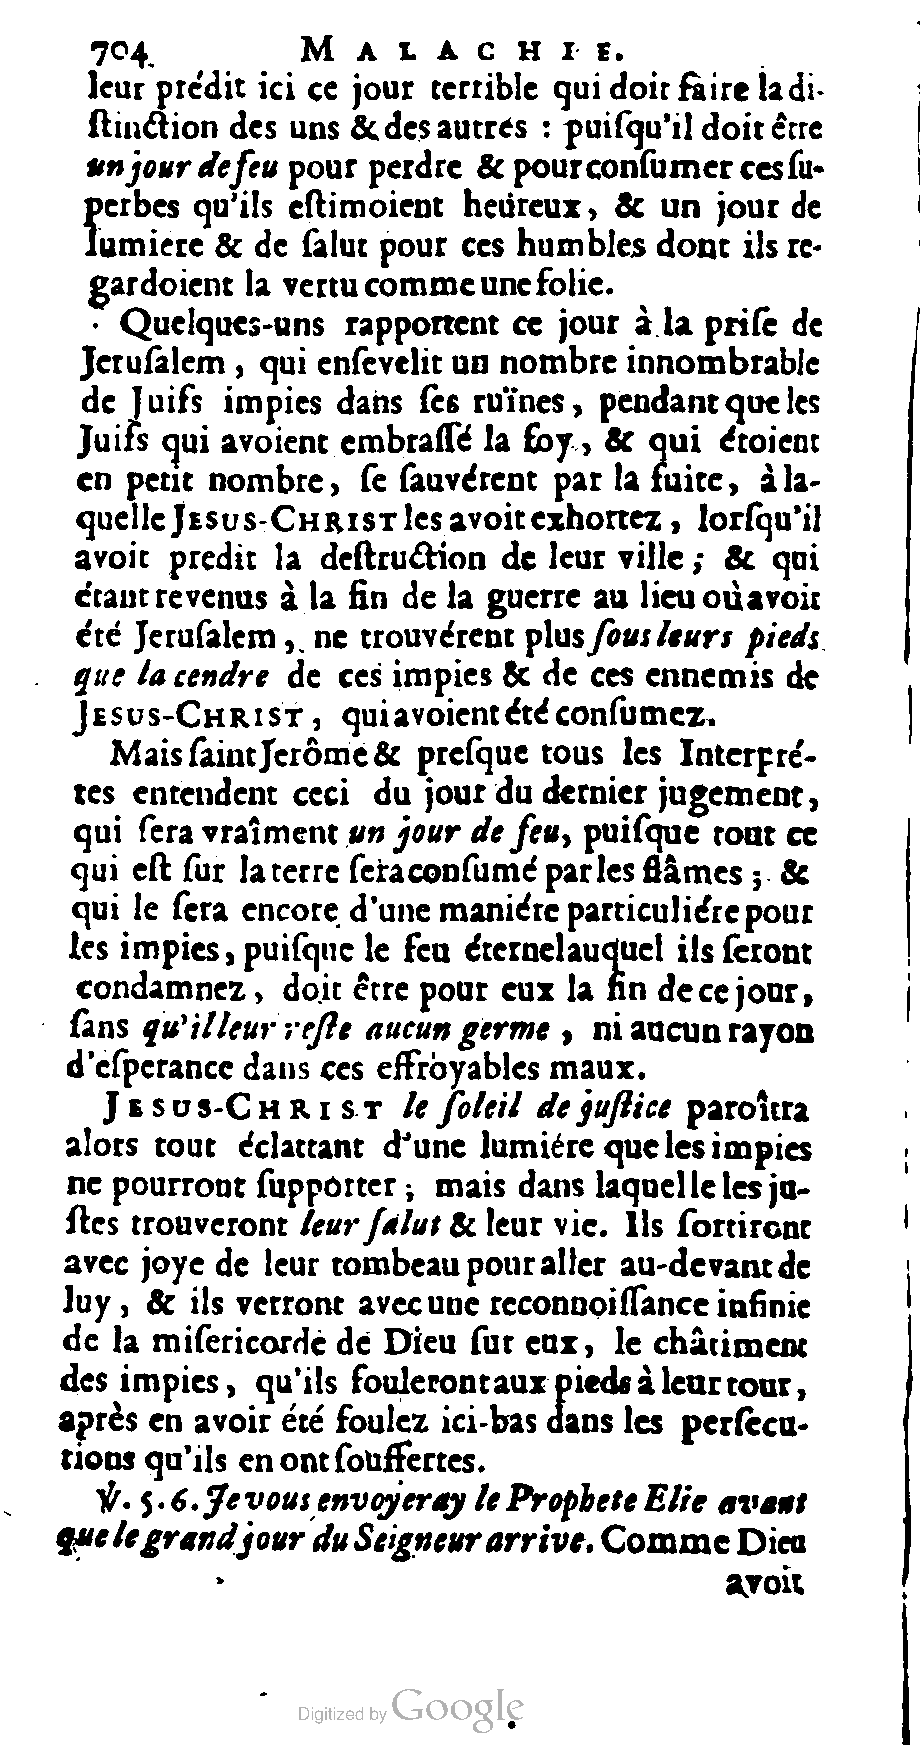 704. MALACHIE.
leur prédit ici ce jour terrible qui doit faire la di-
ſtinction des uns & des autres : puiſqu'il doit être
un jour de feu pour perdre & pour conſumer ces ſu-
perbes qu'ils eſtimoient heureux, & un jour de
lumiere & de ſalut pour ces humbles dont ils re-
gardoient la vertu comme une folie.
Quelques-uns rapportent ce jour à la priſe de
Jeruſalem, qui enſevelit un nombre innombrable
de Juifs impies dans ſes ruïnes, pendant que les
Juifs qui avoient embraſſé la foy, & qui étoient
en petit nombre, ſe ſauvérent par la fuite, à la-
quelle JESUS-CHRIST les avoit exhortez, lorſqu'il
avoit predit la deſtruction de leur ville; & qui
étant revenus à la fin de la guerre au lieu où avoit
été Jeruſalem, ne trouvérent plus ſous leurs pieds
que la cendre de ces impies & de ces ennemis de
JESUS-CHRIST, qui avoient été conſumez.
Mais ſaint Jerôme & preſque tous les Interpré-
tes entendent ceci du jour du dernier jugement,
qui ſera vraîment un jour de feu, puiſque tout ce
qui eſt ſur la terre ſera conſumé par les flâmes; &
qui le ſera encore d'une maniére particuliére pour
les impies, puiſque le feu éternel auquel ils ſeront
condamnez, doit être pour eux la fin de ce jour,
ſans qu'il leur reſte aucun germe, ni aucun rayon
d'eſperance dans ces effroyables maux.
JESUS-CHRIST le ſoleil de juſtice paroîtra
alors tout éclattant d'une lumiére que les impies
ne pourront ſupporter; mais dans laquelle les ju-
ſtes trouveront leur ſalut & leur vie. Ils ſortiront
avec joye de leur tombeau pour aller au-devant de
luy, & ils verront avec une reconnoiſſance infinie
de la miſericorde de Dieu ſur eux, le châtiment
des impies, qu'ils fouleront aux pieds à leur tour,
après en avoir été foulez ici-bas dans les perſecu-
tions qu'ils en ont ſouffertes.
℣. 5. 6. Je vous envoyeray le Prophete Elie avant
que le grand jour du Seigneur arrive. Comme Dieu
avoit
Digitized by Google